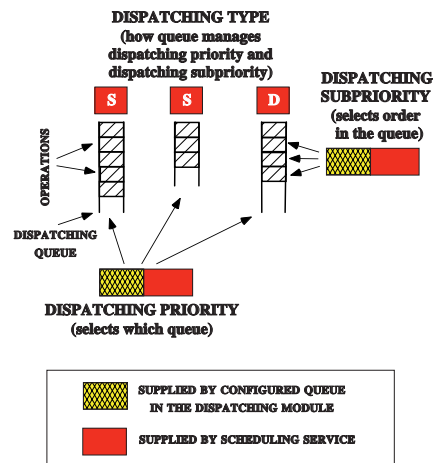 DISPATCHING TYPE
(how queue manages
dispatching priority and
dispatching subpriority)
S
S
D
DISPATCHING
SUBPRIORITY
(selects order
in the queue)
OPERATIONS
DISPATCHING
QUEUE
DISPATCHING PRIORITY
(selects which queue)
SUPPLIED BY CONFIGURED QUEUE
IN THE DISPATCHING MODULE
SUPPLIED BY SCHEDULING SERVICE